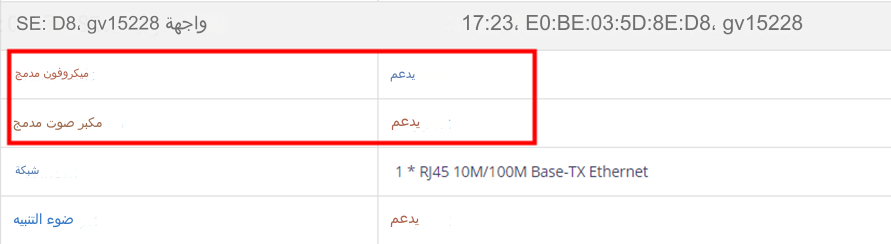 SE: D8، gv15228 واجهة
17:23، E0:BE:03:5D:8E:D8، gv15228
ميكروفون مدمج
يدعم
مكبر صوت مدمج
يدعم
شبكة
1 * RJ45 10M/100M Base-TX Ethernet
ضوء التنبيه
يدعم